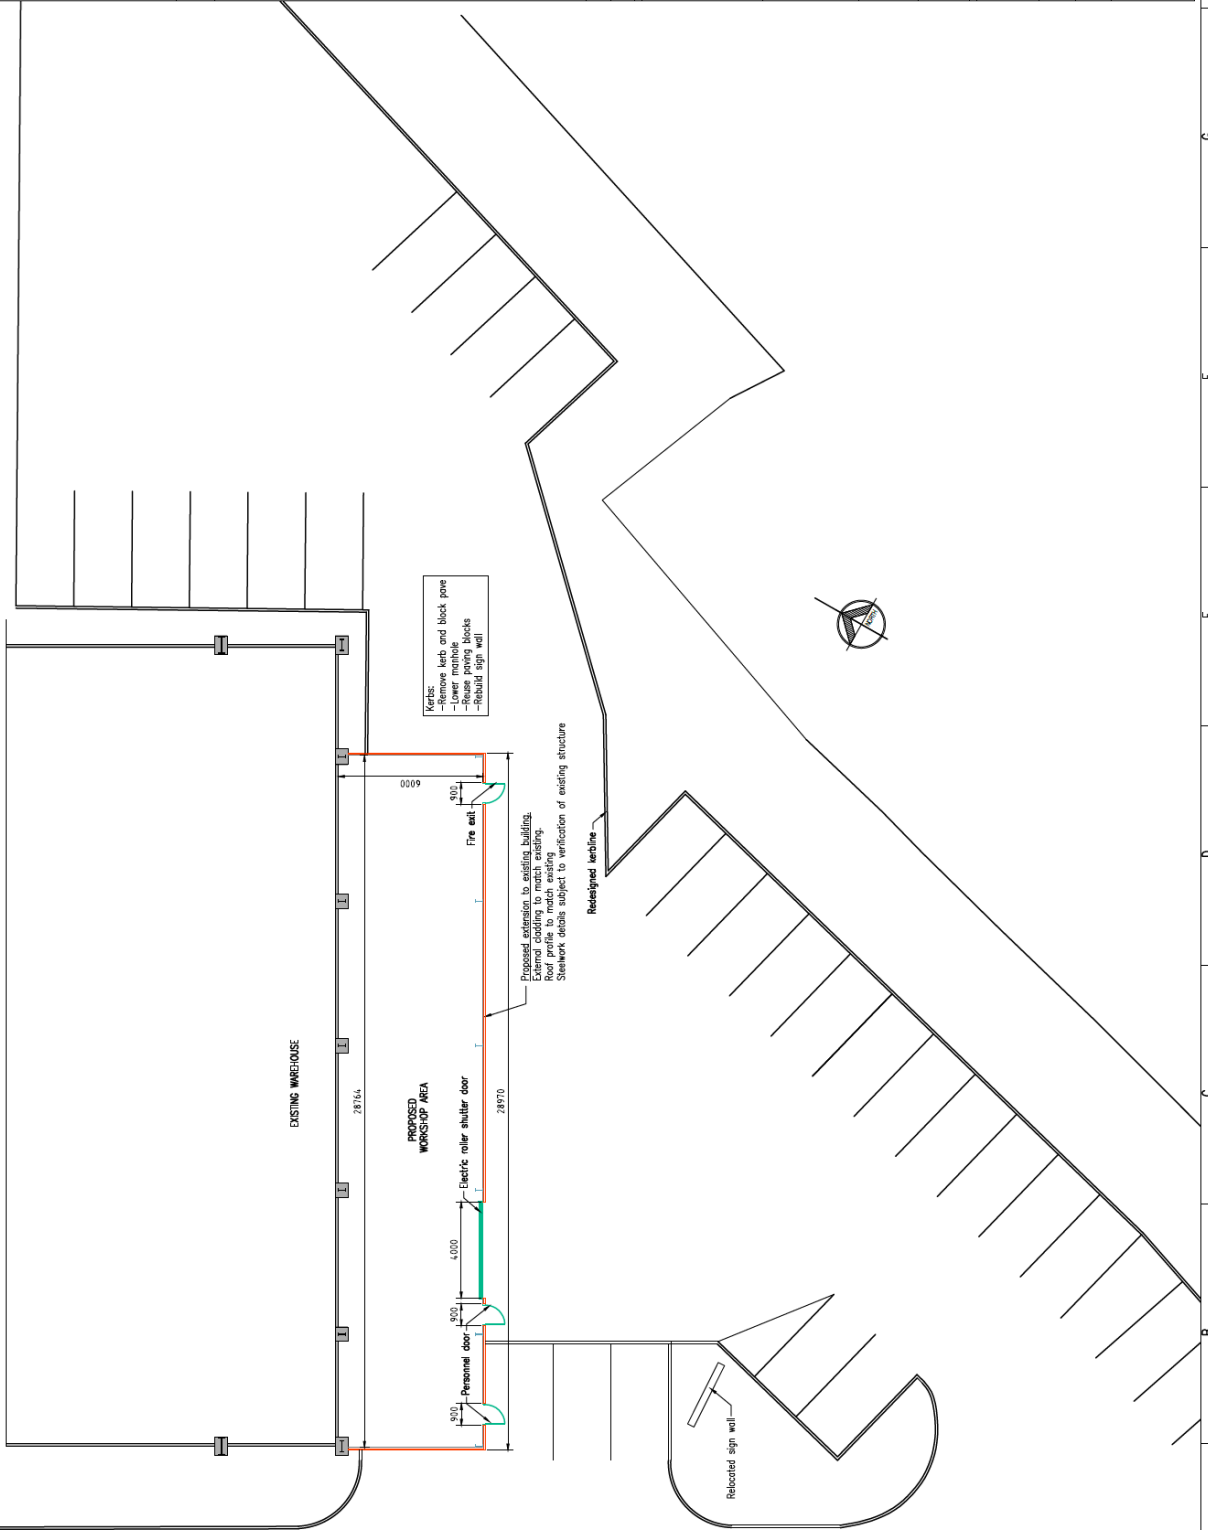 Kerbs:
-Remove kerb and block pave
-Lower manhole
-Reuse paving blocks
-Rebuild sign wall
NORTH
6000
900
Fire exit
Proposed extension to existing building.
External cladding to match existing.
Roof profile to match existing
Steelwork details subject to verification of existing structure
Redesigned kerbline
EXISTING WAREHOUSE
28764
PROPOSED
WORKSHOP AREA
Electric roller shutter door
28970
4000
900
Personnel door
900
Relocated sign wall
D
C
B